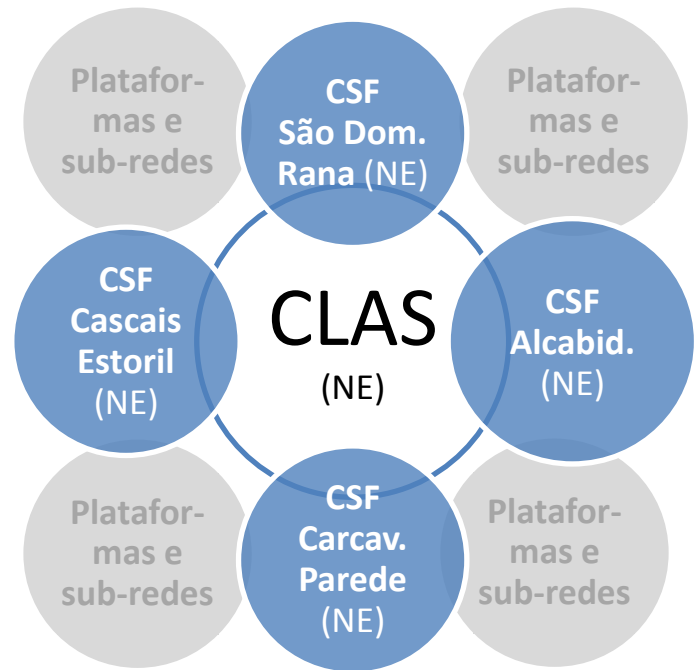 Platafor-
mas e
sub-redes
CSF
São Dom.
Rana (NE)
Platafor-
mas e
sub-redes
CSF
Cascais
Estoril
(NE)
CLAS
(NE)
CSF
Alcabid.
(NE)
Platafor-
mas e
sub-redes
CSF
Carcav.
Parede
(NE)
Platafor-
mas e
sub-redes